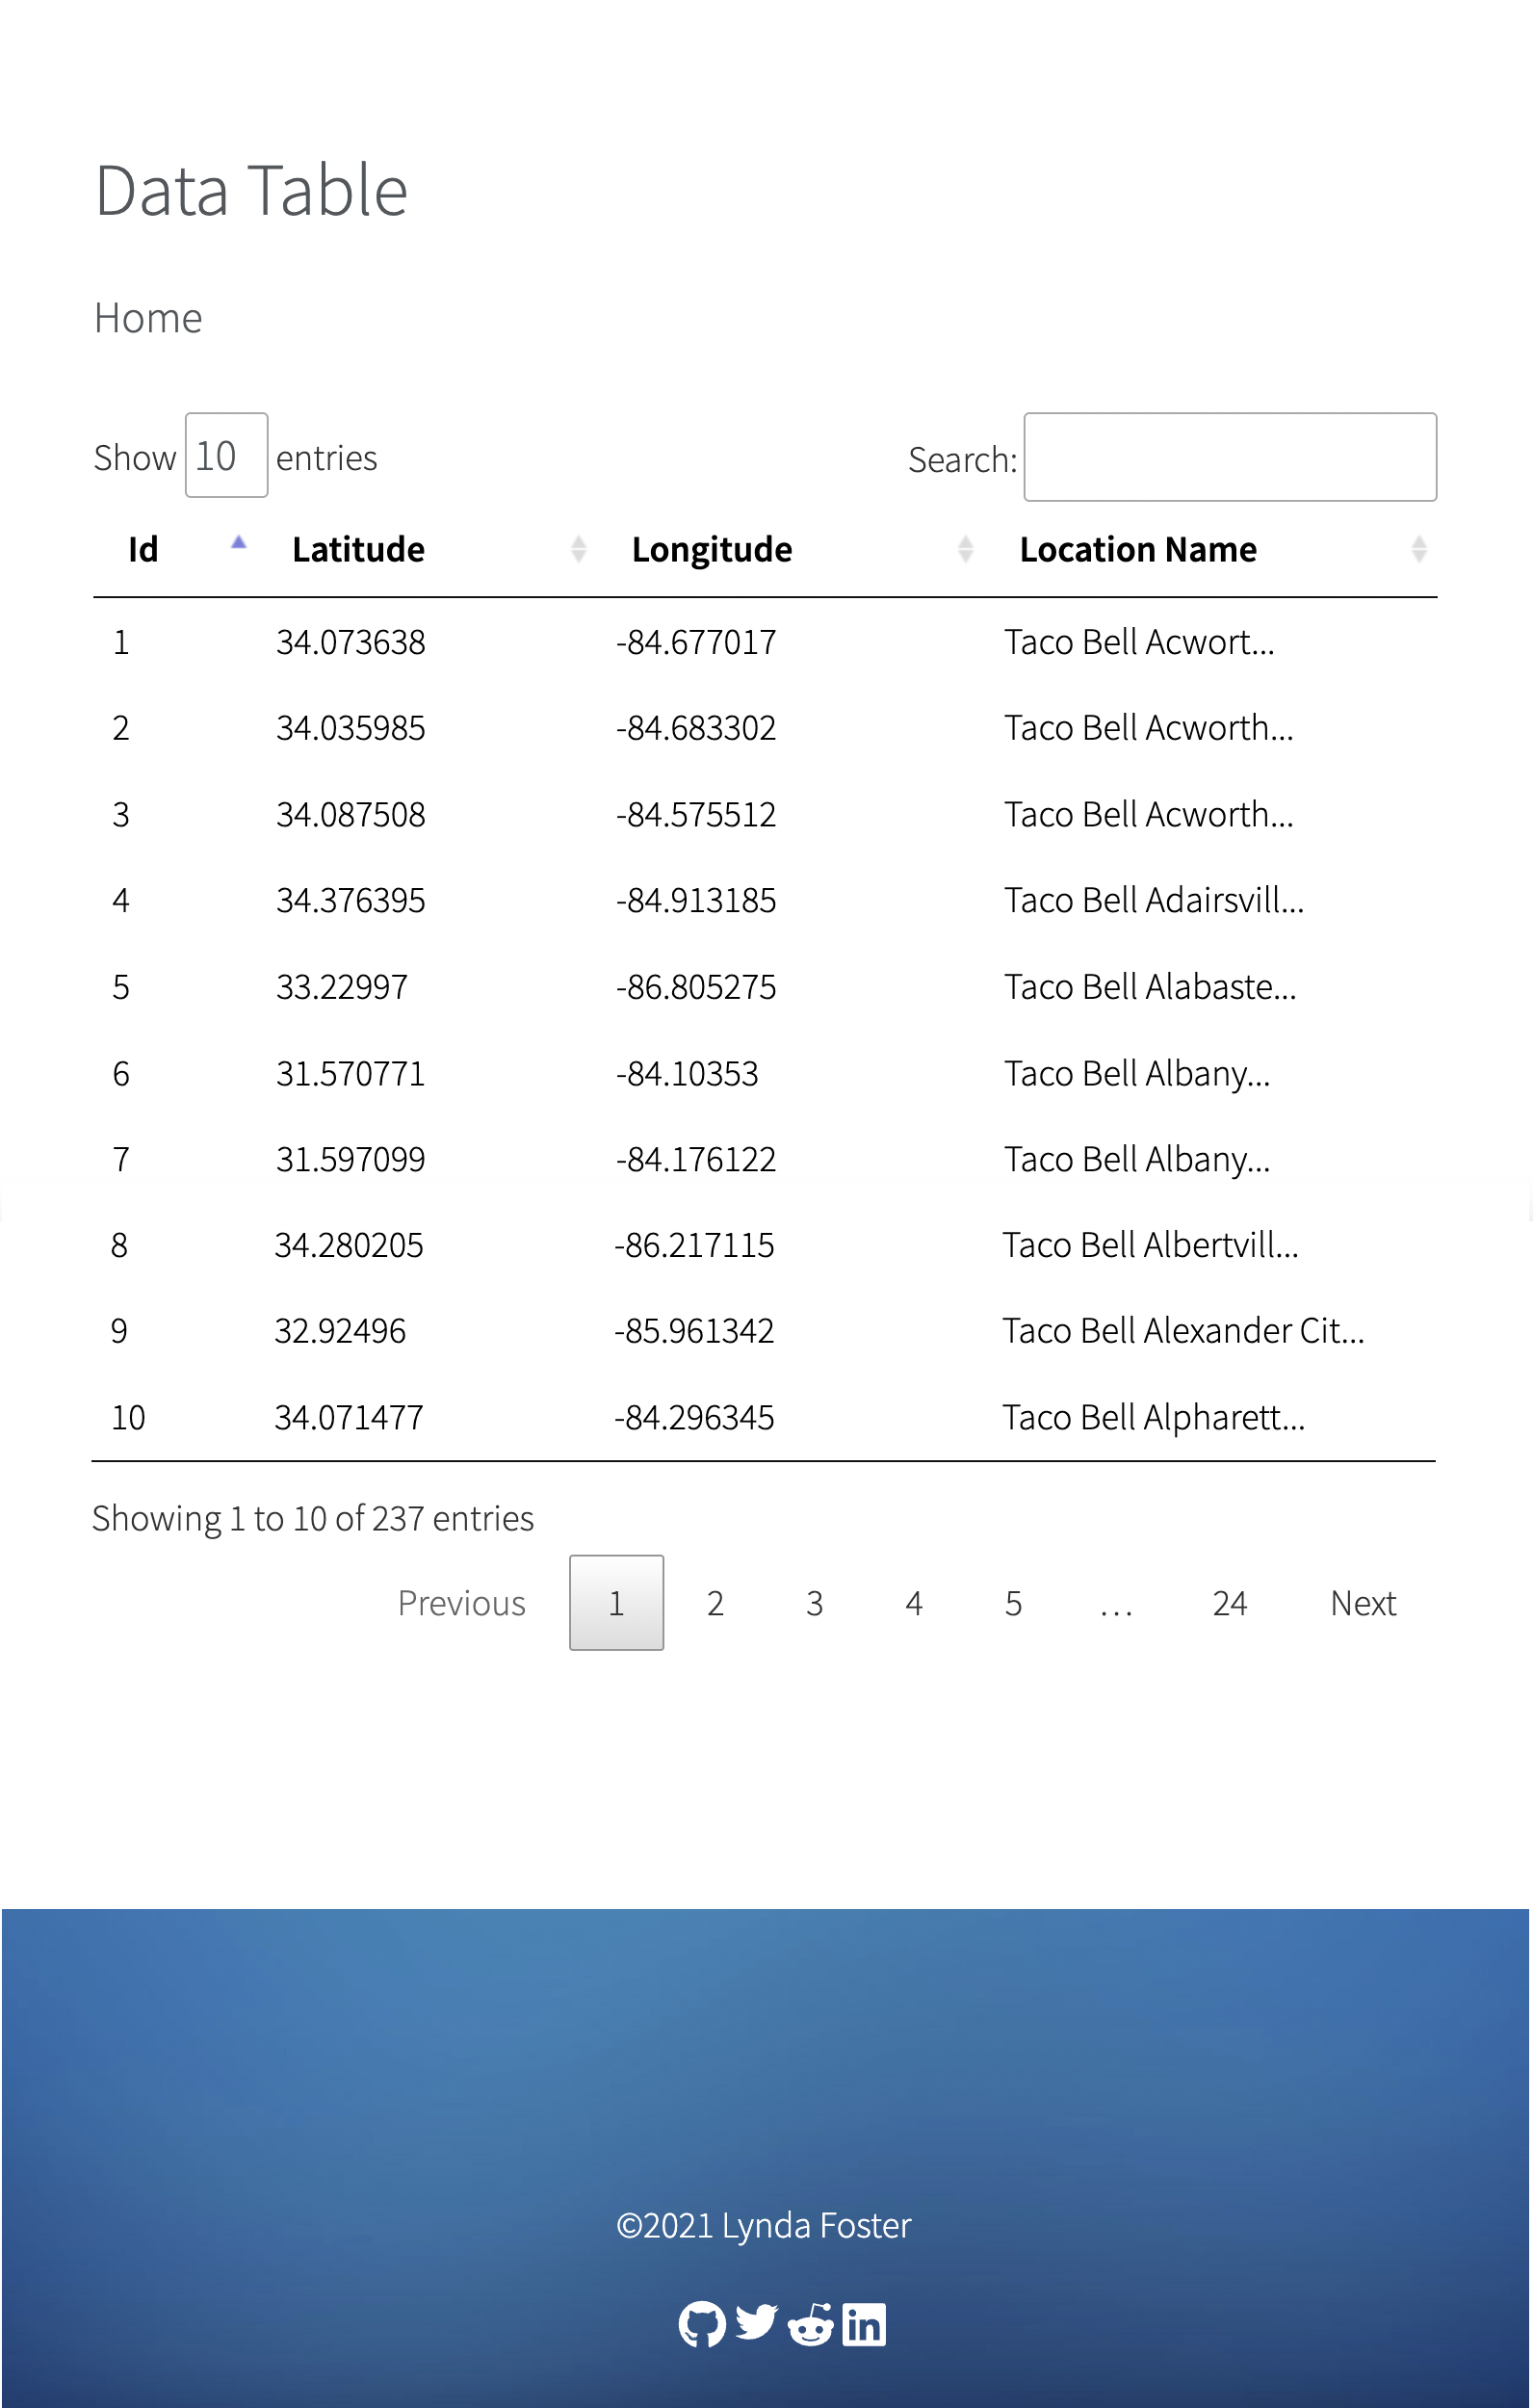 Data Table
Home
Show 10 entries Search:
Id Latitude Longitude Location Name
1 34.073638 -84.677017 Taco Bell Acwort...
2 34.035985 -84.683302 Taco Bell Acworth...
3 34.087508 -84.575512 Taco Bell Acworth...
4 34.376395 -84.913185 Taco Bell Adairsvill...
5 33.22997 -86.805275 Taco Bell Alabaste...
6 31.570771 -84.10353 Taco Bell Albany...
7 31.597099 -84.176122 Taco Bell Albany...
8 34.280205 -86.217115 Taco Bell Albertvill...
9 32.92496 -85.961342 Taco Bell Alexander Cit...
10 34.071477 -84.296345 Taco Bell Alpharett...
Showing 1 to 10 of 237 entries
Previous 1 2 3 4 5 … 24 Next
©2021 Lynda Foster
in